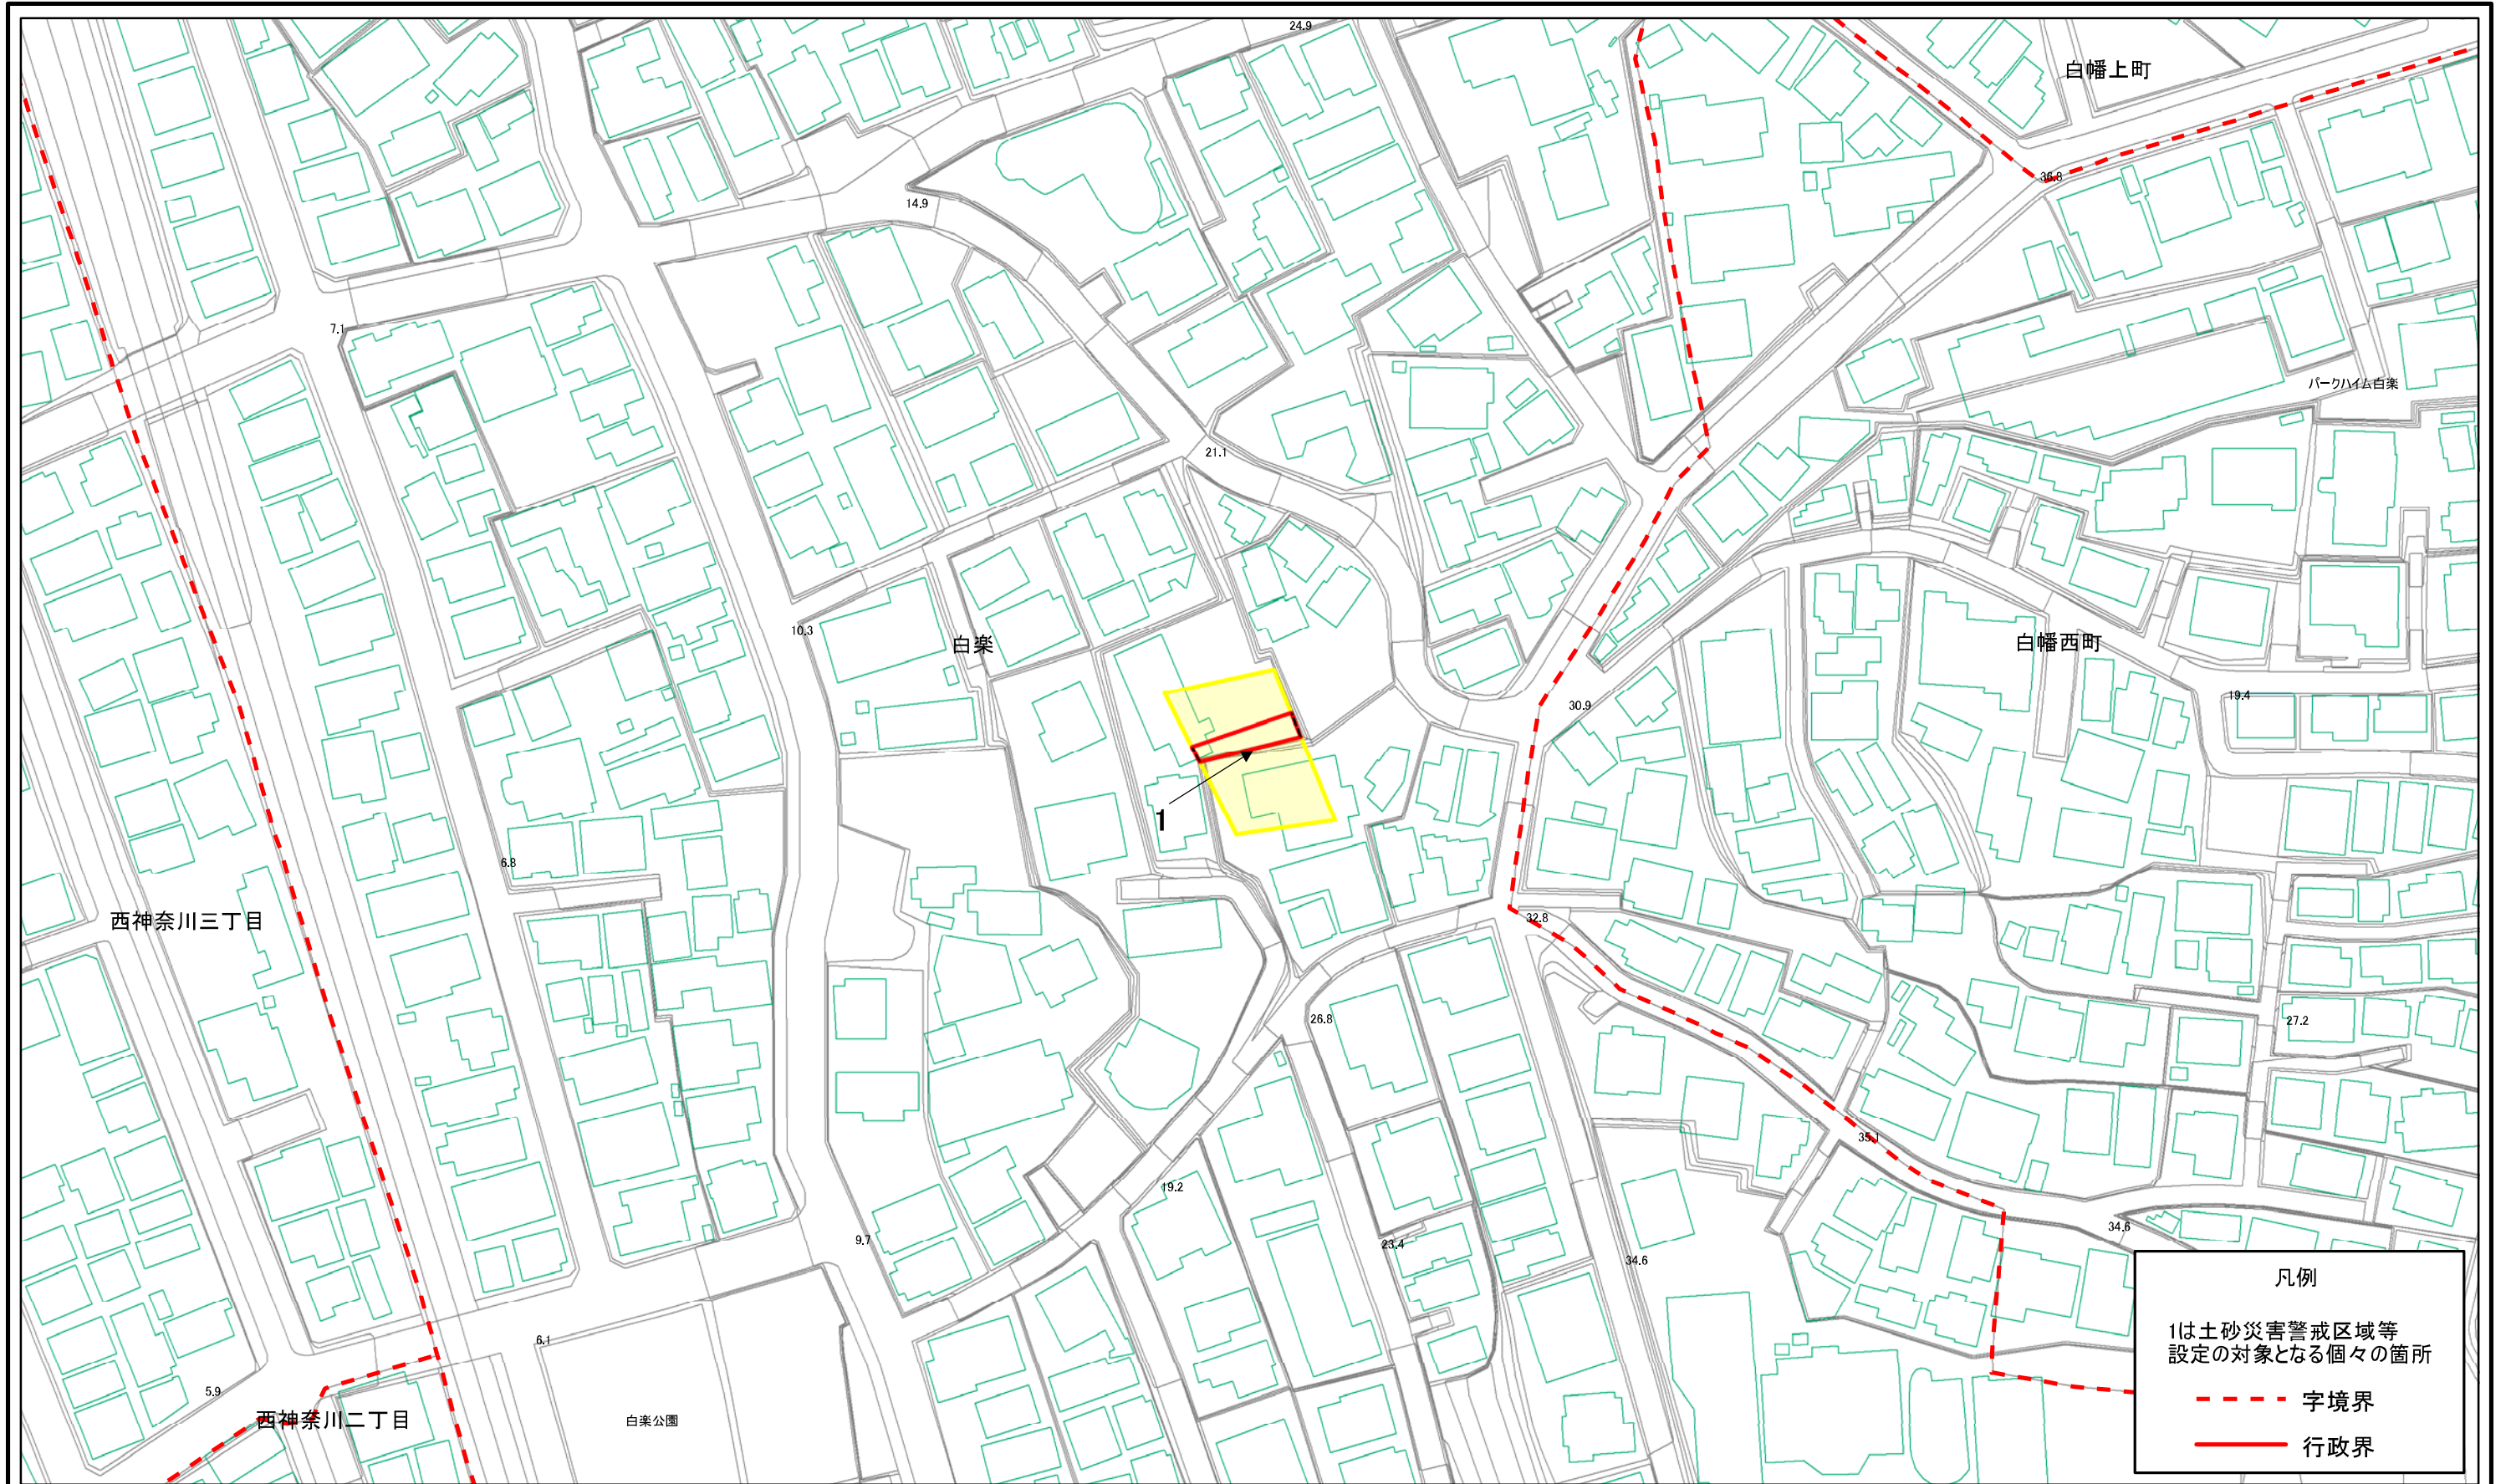 24.9
白幡上町
36.8
14.9
7.1
パークハイム白楽
21.1
10.3
白楽
白幡西町
19.4
30.9
1
6.8
西神奈川三丁目
32.8
26.8
27.2
35.1
19.2
34.6
9.7
23.4
34.6
6.1
5.9
西神奈川二丁目
白楽公園
凡例
1は土砂災害警戒区域等
設定の対象となる個々の箇所
字境界
行政界